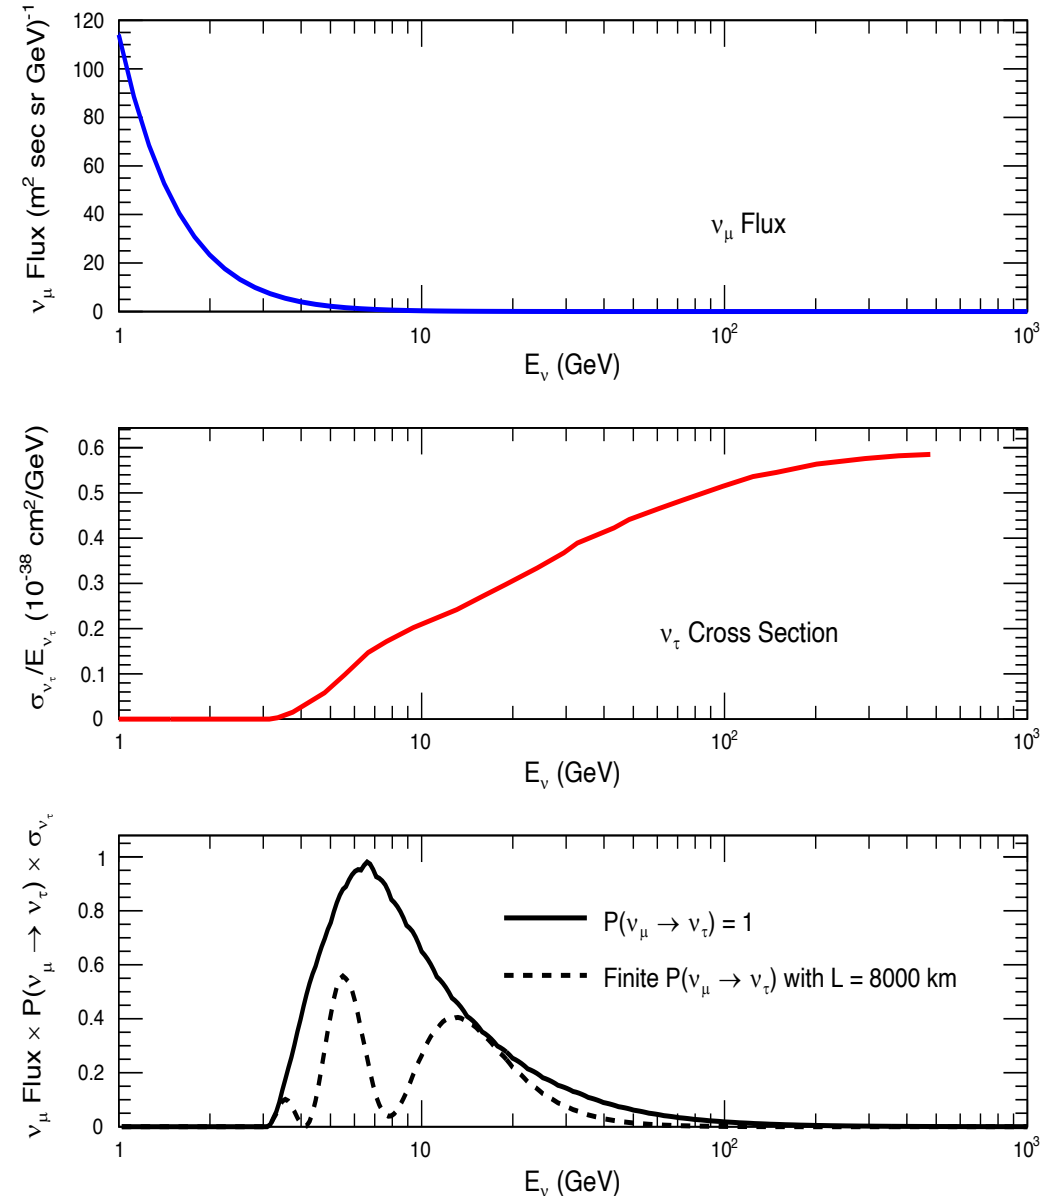 ν_μ Flux (m² sec sr GeV)⁻¹
120
100
80
60
40
20
0
ν_μ Flux
1 10 10² 10³
E_ν (GeV)
σ_ν_τ/E_ν_τ (10⁻³⁸ cm²/GeV)
0.6
0.5
0.4
0.3
0.2
0.1
0
ν_τ Cross Section
1 10 10² 10³
E_ν (GeV)
ν_μ Flux × P(ν_μ → ν_τ) × σ_ν_τ
1
0.8
0.6
0.4
0.2
0
P(ν_μ → ν_τ) = 1
Finite P(ν_μ → ν_τ) with L = 8000 km
1 10 10² 10³
E_ν (GeV)